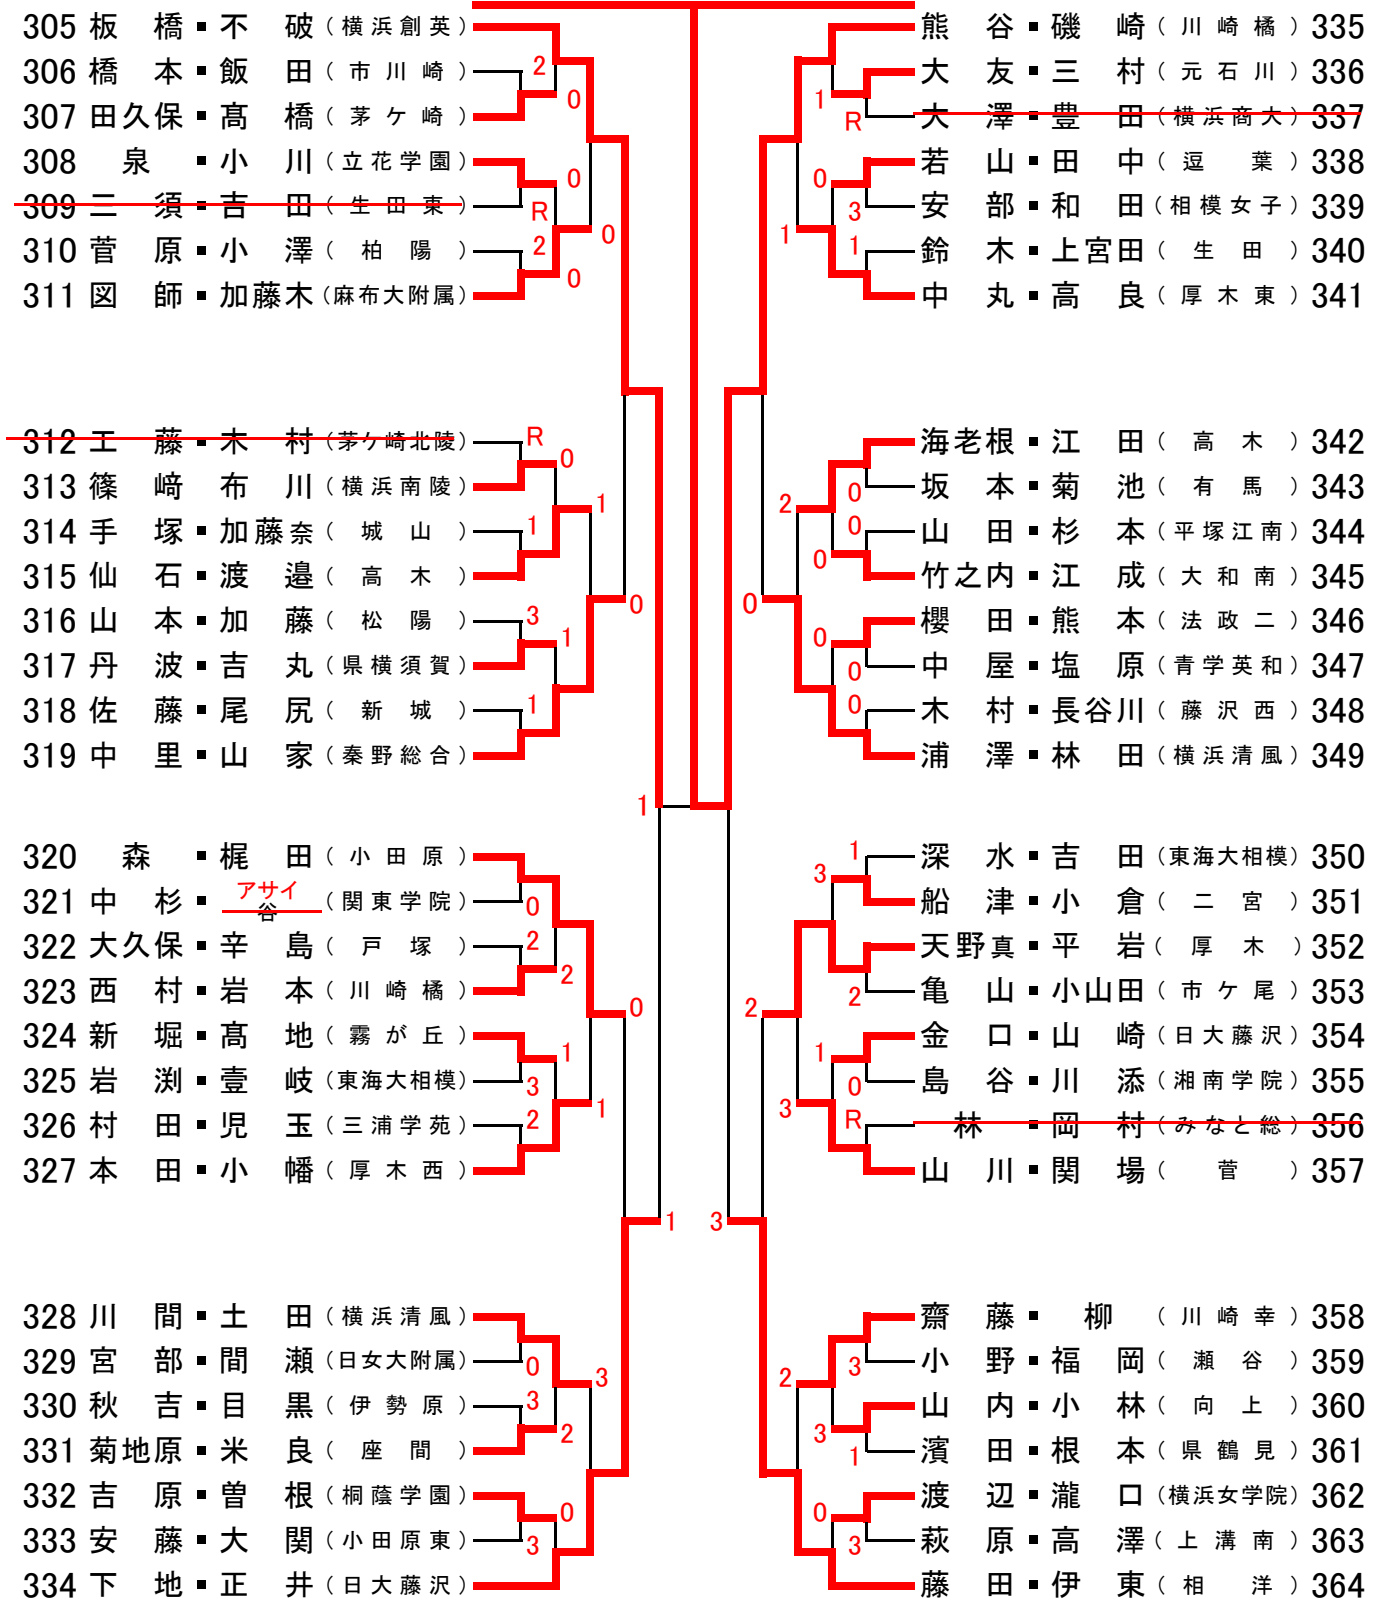 305 板橋・不破（横浜創英）
306 橋本・飯田（市川崎）
307 田久保・髙橋（茅ケ崎）
308 泉・小川（立花学園）
309 三須・吉田（生田東）
310 菅原・小澤（柏陽）
311 図師・加藤木（麻布大附属）
2
0
0
R
2
0
0
312 工藤・木村（茅ケ崎北陵）
313 篠﨑 布川（横浜南陵）
314 手塚・加藤奈（城山）
315 仙石・渡邉（高木）
316 山本・加藤（松陽）
317 丹波・吉丸（県横須賀）
318 佐藤・尾尻（新城）
319 中里・山家（秦野総合）
R
0
1
1
0
3
1
1
1
320 森・梶田（小田原）
321 中杉・谷（関東学院）
アサイ
322 大久保・辛島（戸塚）
323 西村・岩本（川崎橘）
324 新堀・髙地（霧が丘）
325 岩渕・壹岐（東海大相模）
326 村田・児玉（三浦学苑）
327 本田・小幡（厚木西）
0
2
2
0
1
3
1
2
1
328 川間・土田（横浜清風）
329 宮部・間瀬（日女大附属）
330 秋吉・目黒（伊勢原）
331 菊地原・米良（座間）
332 吉原・曽根（桐蔭学園）
333 安藤・大関（小田原東）
334 下地・正井（日大藤沢）
0
3
3
2
0
3
熊谷・磯崎（川崎橘）335
大友・三村（元石川）336
大澤・豊田（横浜商大）337
若山・田中（逗葉）338
安部・和田（相模女子）339
鈴木・上宮田（生田）340
中丸・高良（厚木東）341
1
R
0
3
1
1
海老根・江田（高木）342
坂本・菊池（有馬）343
山田・杉本（平塚江南）344
竹之内・江成（大和南）345
櫻田・熊本（法政二）346
中屋・塩原（青学英和）347
木村・長谷川（藤沢西）348
浦澤・林田（横浜清風）349
0
2
0
0
0
0
0
0
深水・吉田（東海大相模）350
船津・小倉（二宮）351
天野真・平岩（厚木）352
亀山・小山田（市ケ尾）353
金口・山崎（日大藤沢）354
島谷・川添（湘南学院）355
林・岡村（みなと総）356
山川・関場（菅）357
1
3
2
2
1
0
3
R
3
齋藤・柳（川崎幸）358
小野・福岡（瀬谷）359
山内・小林（向上）360
濱田・根本（県鶴見）361
渡辺・瀧口（横浜女学院）362
萩原・高澤（上溝南）363
藤田・伊東（相洋）364
3
2
3
1
0
3